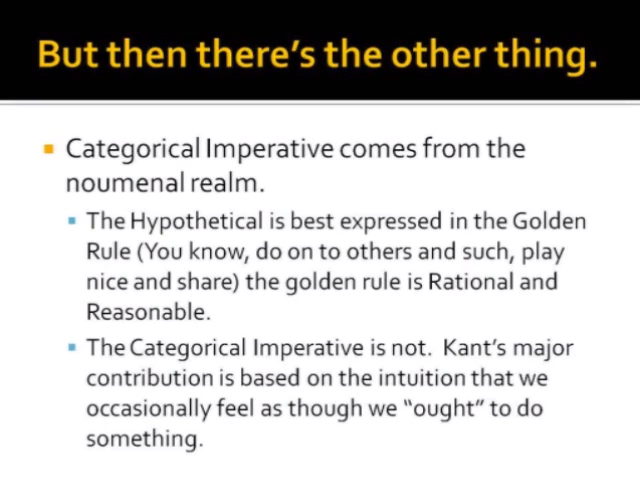 But then there's the other thing.
Categorical Imperative comes from the
noumenal realm.
The Hypothetical is best expressed in the Golden
Rule (You know, do on to others and such, play
nice and share) the golden rule is Rational and
Reasonable.
The Categorical Imperative is not.  Kant's major
contribution is based on the intuition that we
occasionally feel as though we “ought” to do
something.